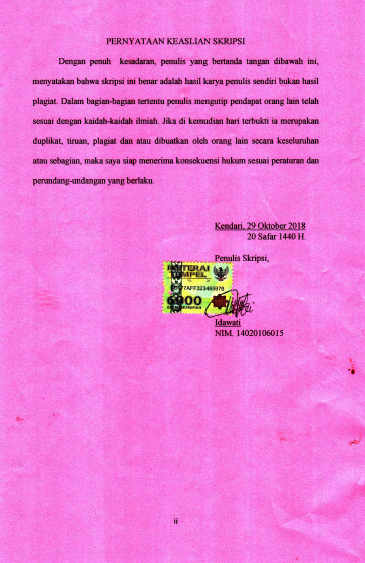 PERNYATAAN KEASLIAN SKRIPSI
Dengan penuh kesadaran, penulis yang bertanda tangan dibawah ini,
menyatakan bahwa skripsi ini benar adalah hasil karya penulis sendiri bukan hasil
plagiat. Dalam bagian-bagian tertentu penulis mengutip pendapat orang lain telah
sesuai dengan kaidah-kaidah ilmiah. Jika di kemudian hari terbukti ia merupakan
duplikat, tiruan, plagiat dan atau dibuatkan oleh orang lain secara keseluruhan
atau sebagian, maka saya siap menerima konsekuensi hukum sesuai peraturan dan
perundang-undangan yang berlaku.
Kendari, 29 Oktober 2018
20 Safar 1440 H.
Penulis Skripsi,
METERAI
TEMPEL
6000
Idawati
NIM. 14020106015
ii